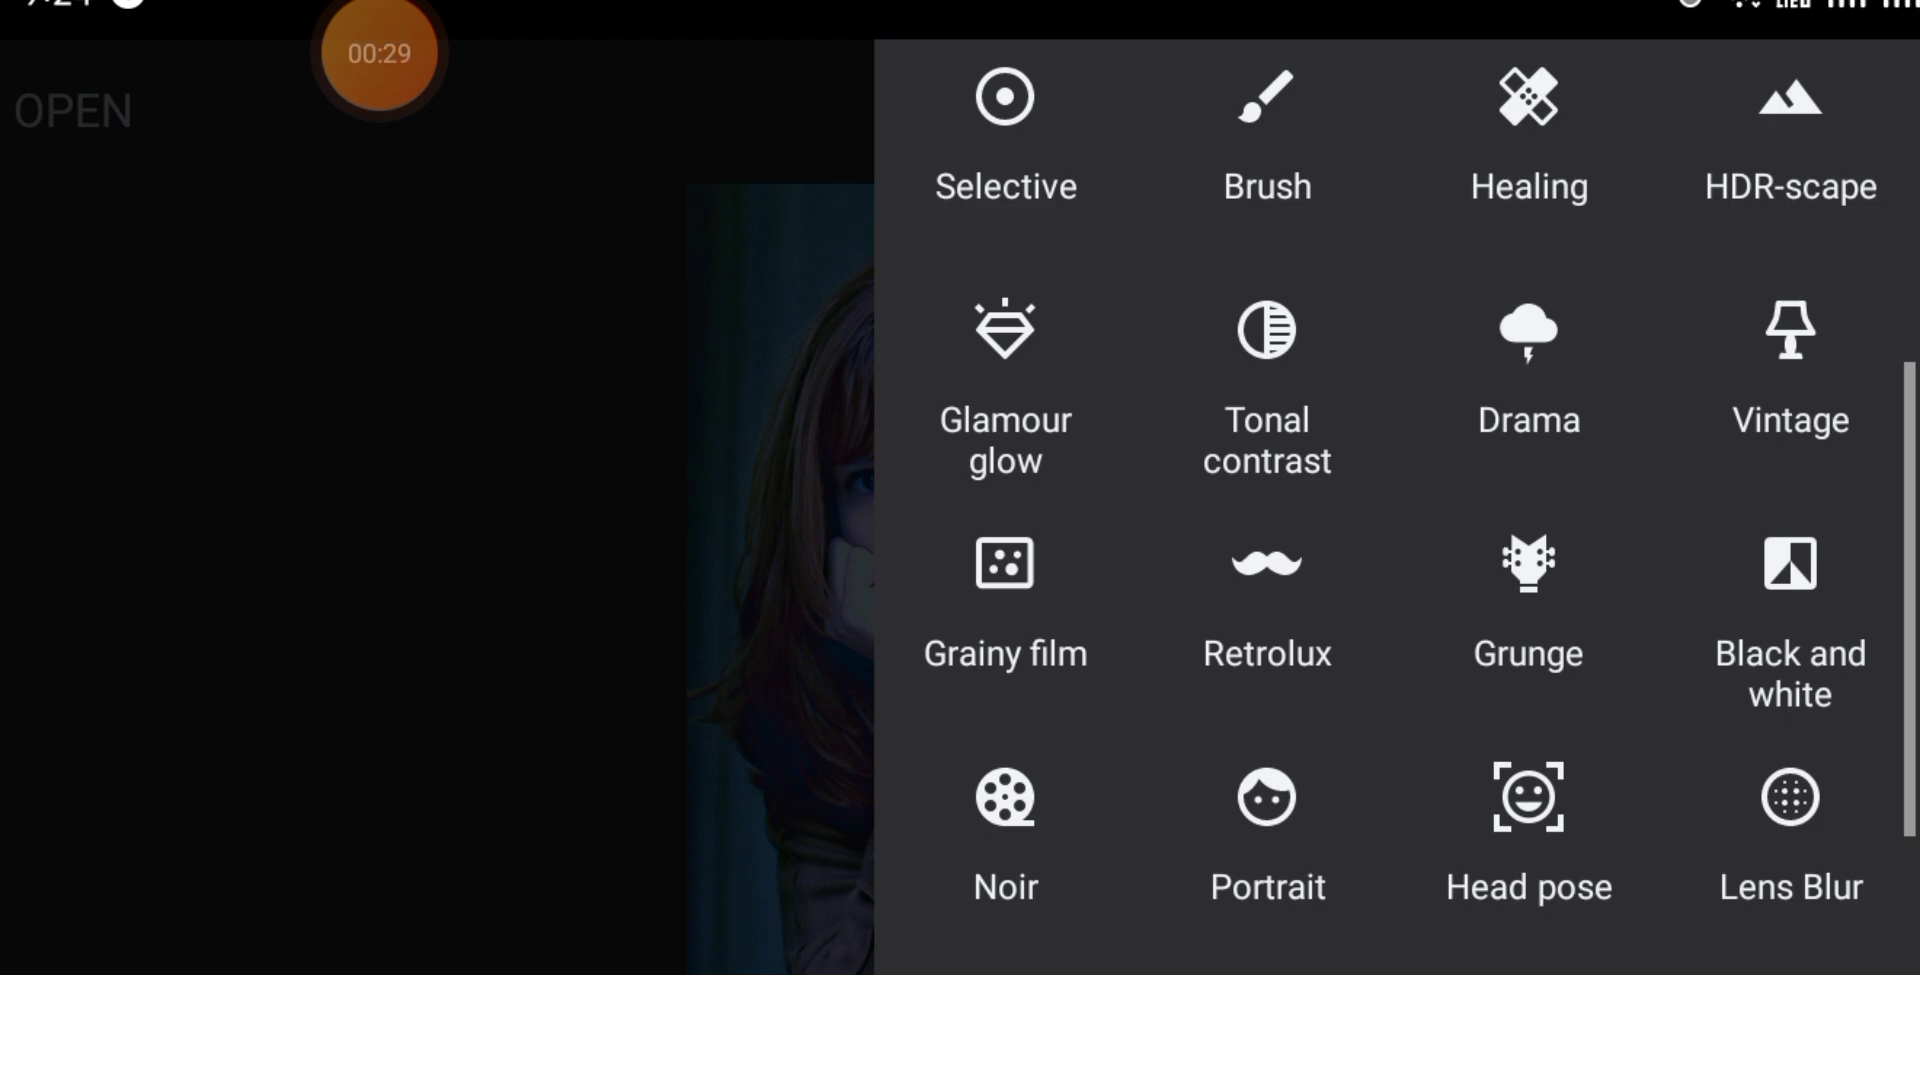 00:29
OPEN
Selective
Brush
Healing
HDR-scape
Glamour
glow
Tonal
contrast
Drama
Vintage
Grainy film
Retrolux
Grunge
Black and
white
Noir
Portrait
Head pose
Lens Blur